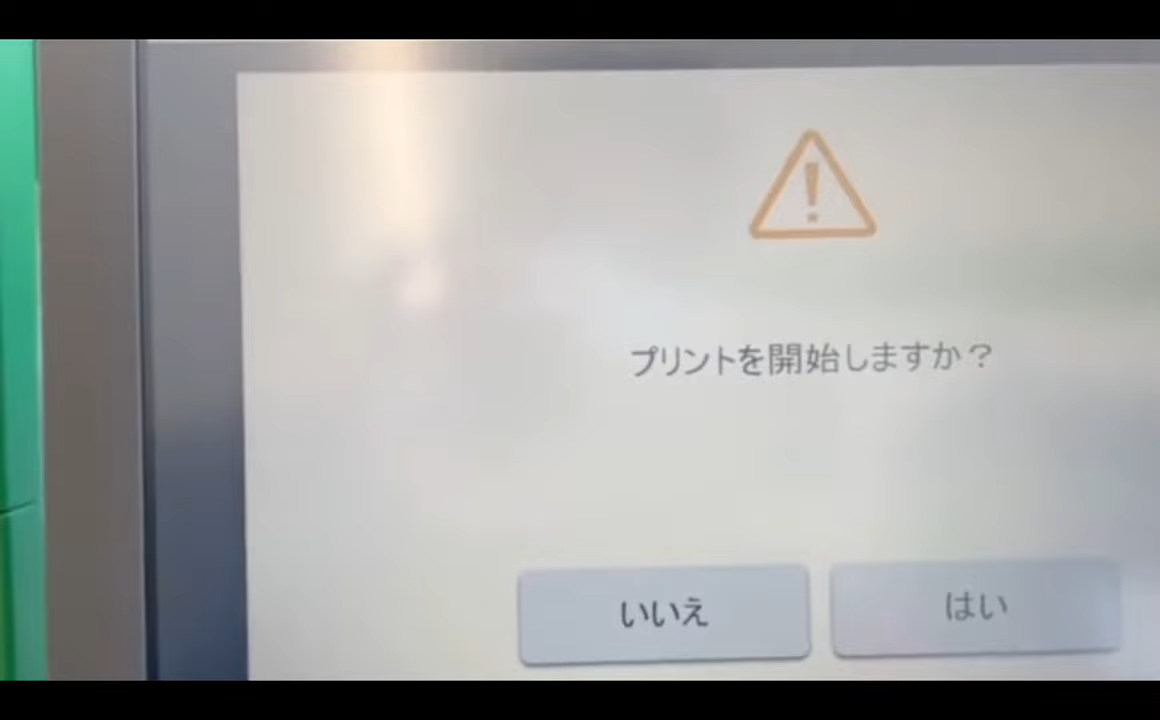 プリントを開始しますか？
いいえ
はい